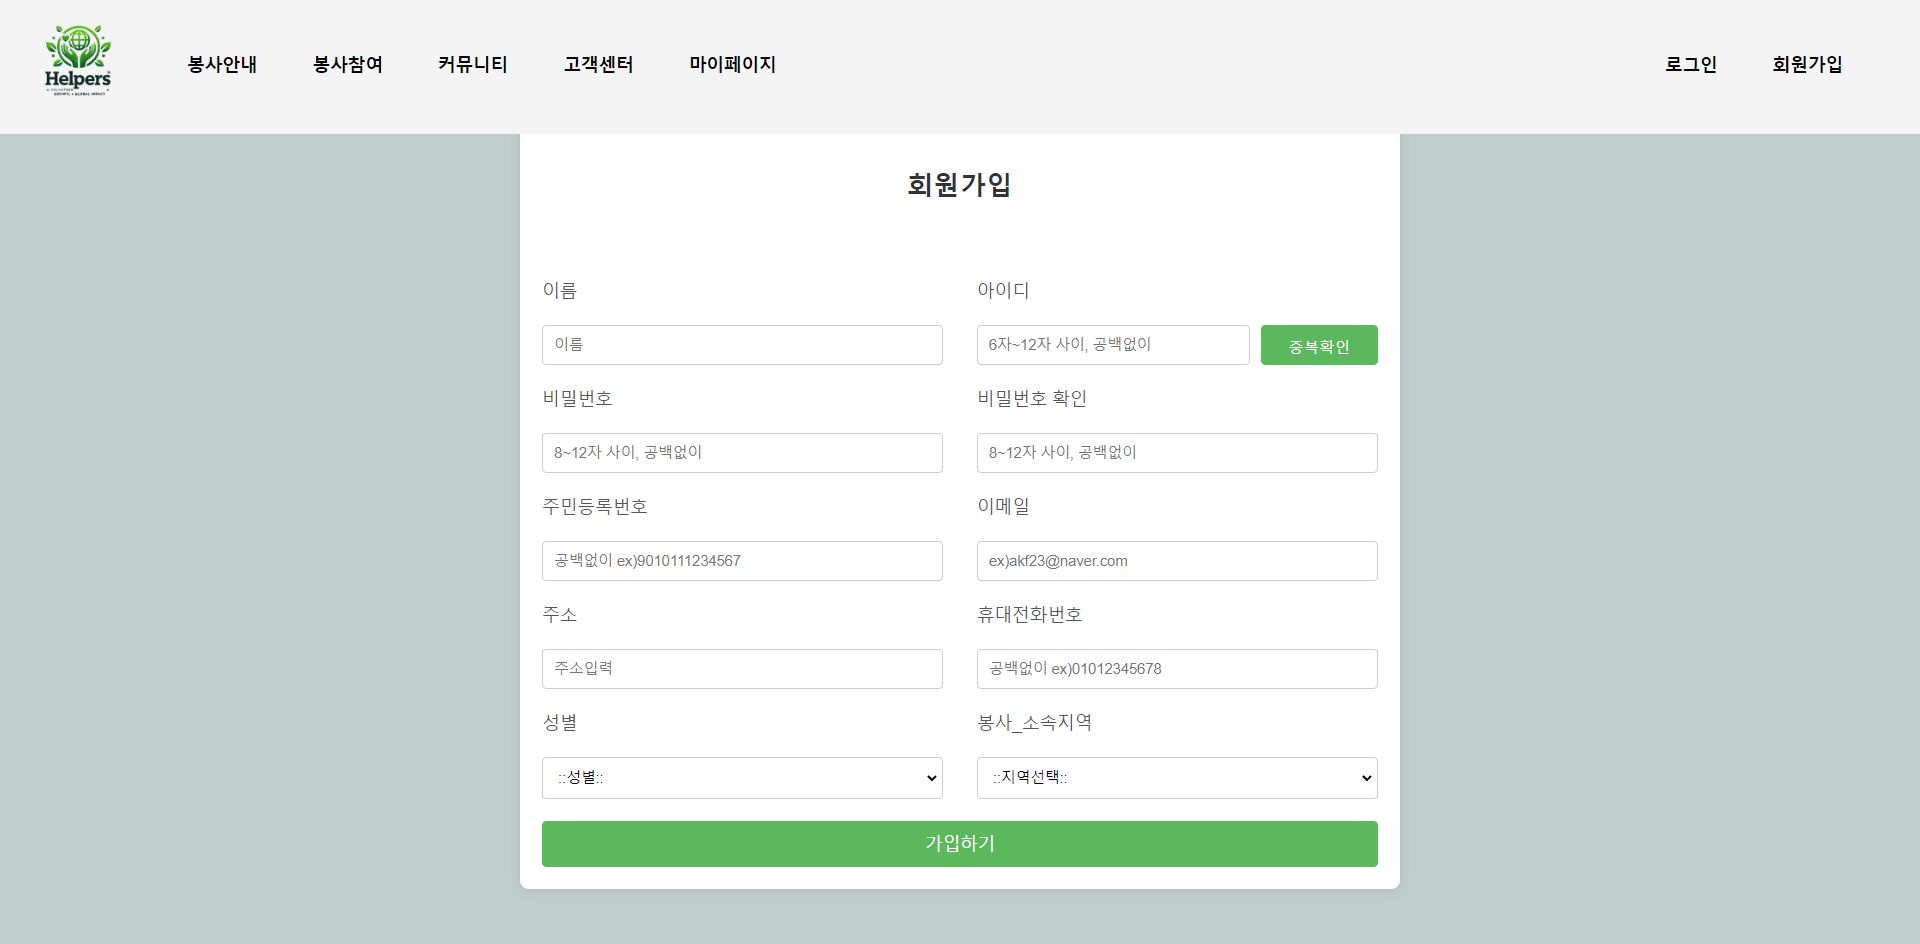 Helpers
VOLUNTEER
GROWTH & GLOBAL IMPACT
봉사안내 봉사참여 커뮤니티 고객센터 마이페이지 로그인 회원가입
회원가입
이름 아이디
이름 6자~12자 사이, 공백없이 중복확인
비밀번호 비밀번호 확인
8~12자 사이, 공백없이 8~12자 사이, 공백없이
주민등록번호 이메일
공백없이 ex)9010111234567 ex)akf23@naver.com
주소 휴대전화번호
주소입력 공백없이 ex)01012345678
성별 봉사_소속지역
::성별:: ::지역선택::
가입하기